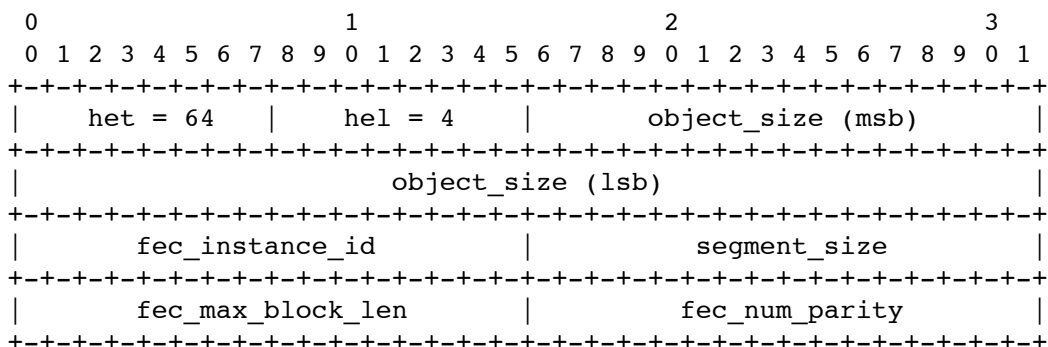 0                   1                   2                   3
 0 1 2 3 4 5 6 7 8 9 0 1 2 3 4 5 6 7 8 9 0 1 2 3 4 5 6 7 8 9 0 1
+-+-+-+-+-+-+-+-+-+-+-+-+-+-+-+-+-+-+-+-+-+-+-+-+-+-+-+-+-+-+-+-+
|    het = 64   |    hel = 4    |       object_size (msb)       |
+-+-+-+-+-+-+-+-+-+-+-+-+-+-+-+-+-+-+-+-+-+-+-+-+-+-+-+-+-+-+-+-+
|                       object_size (lsb)                       |
+-+-+-+-+-+-+-+-+-+-+-+-+-+-+-+-+-+-+-+-+-+-+-+-+-+-+-+-+-+-+-+-+
|       fec_instance_id         |          segment_size         |
+-+-+-+-+-+-+-+-+-+-+-+-+-+-+-+-+-+-+-+-+-+-+-+-+-+-+-+-+-+-+-+-+
|       fec_max_block_len       |         fec_num_parity        |
+-+-+-+-+-+-+-+-+-+-+-+-+-+-+-+-+-+-+-+-+-+-+-+-+-+-+-+-+-+-+-+-+